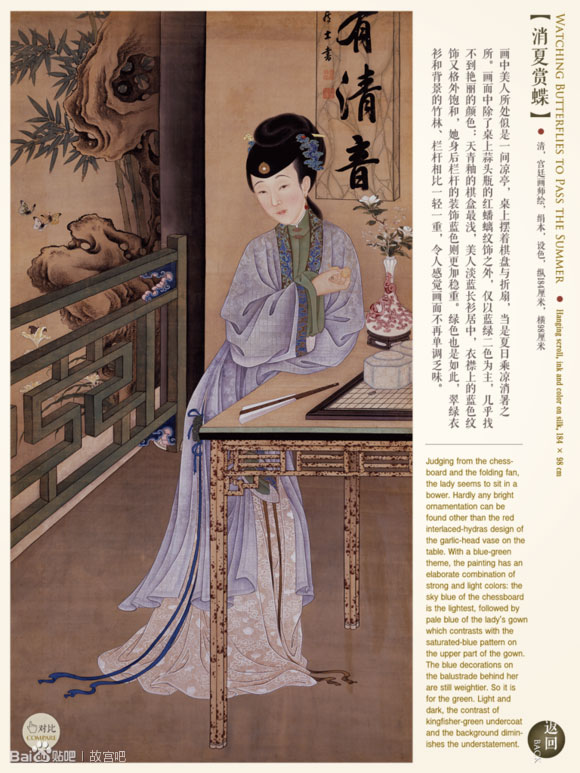 WATCHING BUTTERFLIES TO PASS THE SUMMER
● Hanging scroll, ink and color on silk, 184 × 98 cm
【消夏赏蝶】
● 清，宫廷画师绘，绢本，设色，纵184厘米，横98厘米
画中美人所处似是一间凉亭，桌上摆着棋盘与折扇，当是夏日乘凉消暑之
所。画面中除了桌上蒜头瓶的红蟠螭纹饰之外，仅以蓝绿二色为主，几乎找
不到艳丽的颜色：天青釉的棋盒最浅，美人淡蓝长衫居中，衣襟上的蓝色纹
饰又格外饱和，她身后栏杆的装饰蓝色则更加稳重。绿色也是如此，翠绿衣
衫和背景的竹林、栏杆相比一轻一重，令人感觉画面不再单调乏味。
有清音
士書
Judging from the chess-
board and the folding fan,
the lady seems to sit in a
bower. Hardly any bright
ornamentation can be
found other than the red
interlaced-hydras design of
the garlic-head vase on the
table. With a blue-green
theme, the painting has an
elaborate combination of
strong and light colors: the
sky blue of the chessboard
is the lightest, followed by
pale blue of the lady's gown
which contrasts with the
saturated-blue pattern on
the upper part of the gown.
The blue decorations on
the balustrade behind her
are still weightier. So it is
for the green. Light and
dark, the contrast of
kingfisher-green undercoat
and the background dimin-
ishes the understatement.
对比
COMPARE
返回
BACK
Bai贴吧 | 故宫吧